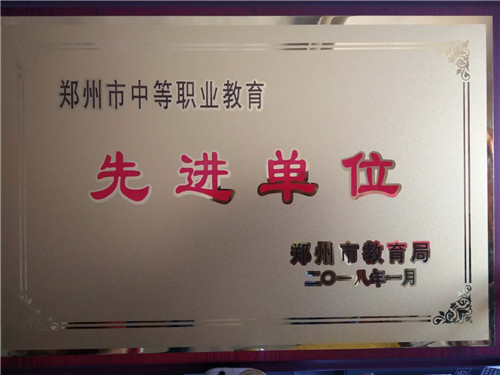 郑州市中等职业教育
先进单位
郑州市教育局
二〇一八年一月